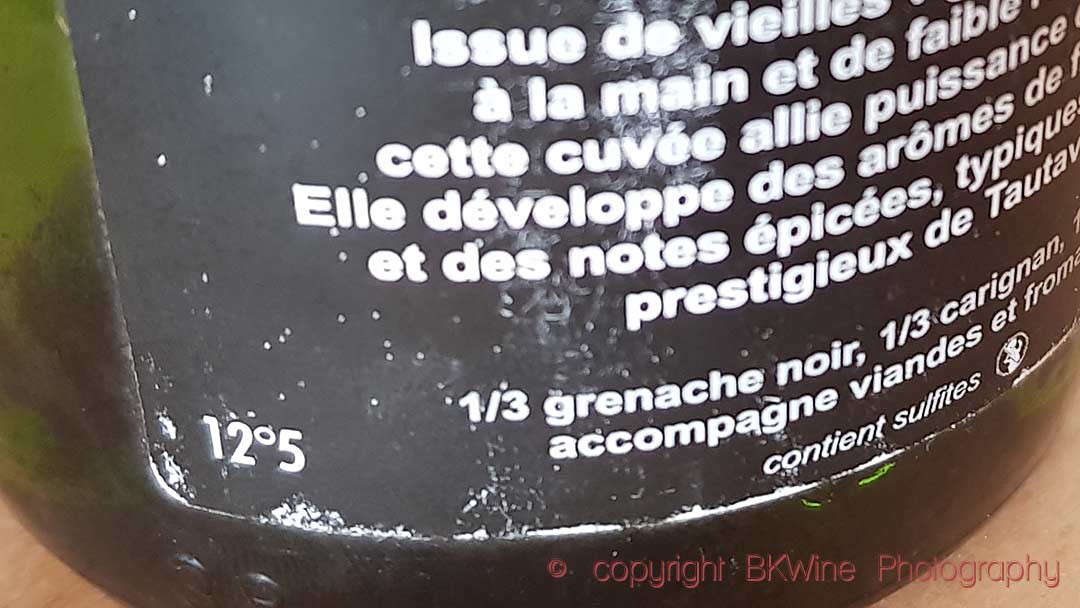 Issue de vieilles
à la main et de faible
cette cuvée allie puissance
Elle développe des arômes de
et des notes épicées, typiques
prestigieux de
1/3 grenache noir, 1/3 carignan,
accompagne viandes et
contient sulfites
12°5
© copyright BKWine Photography